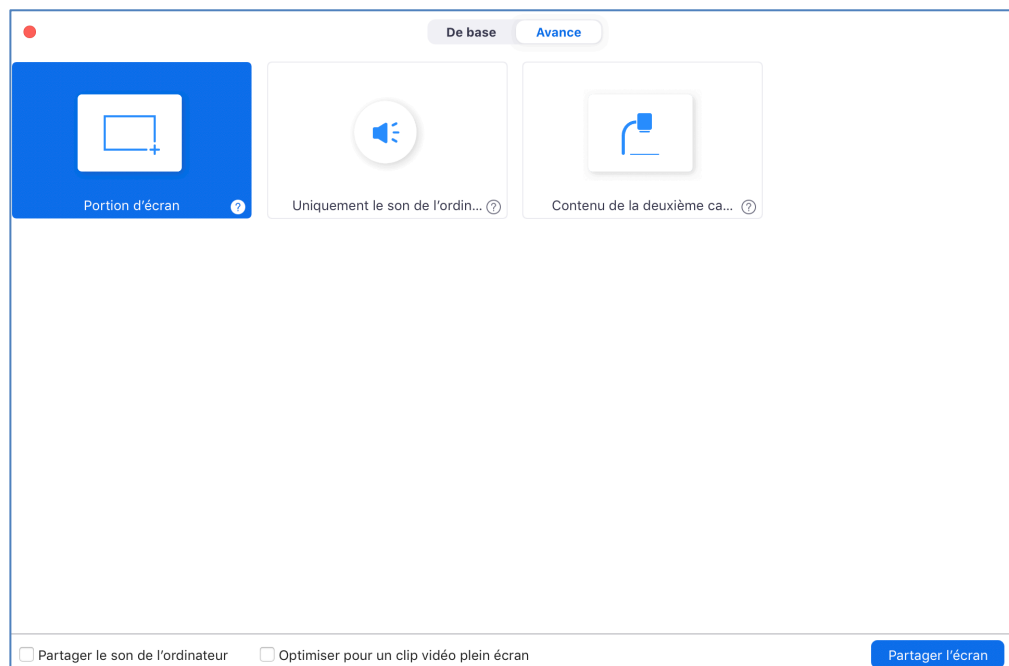 De base Avance
Portion d'écran ? Uniquement le son de l'ordin... ? Contenu de la deuxième ca... ?
Partager le son de l'ordinateur Optimiser pour un clip vidéo plein écran Partager l'écran